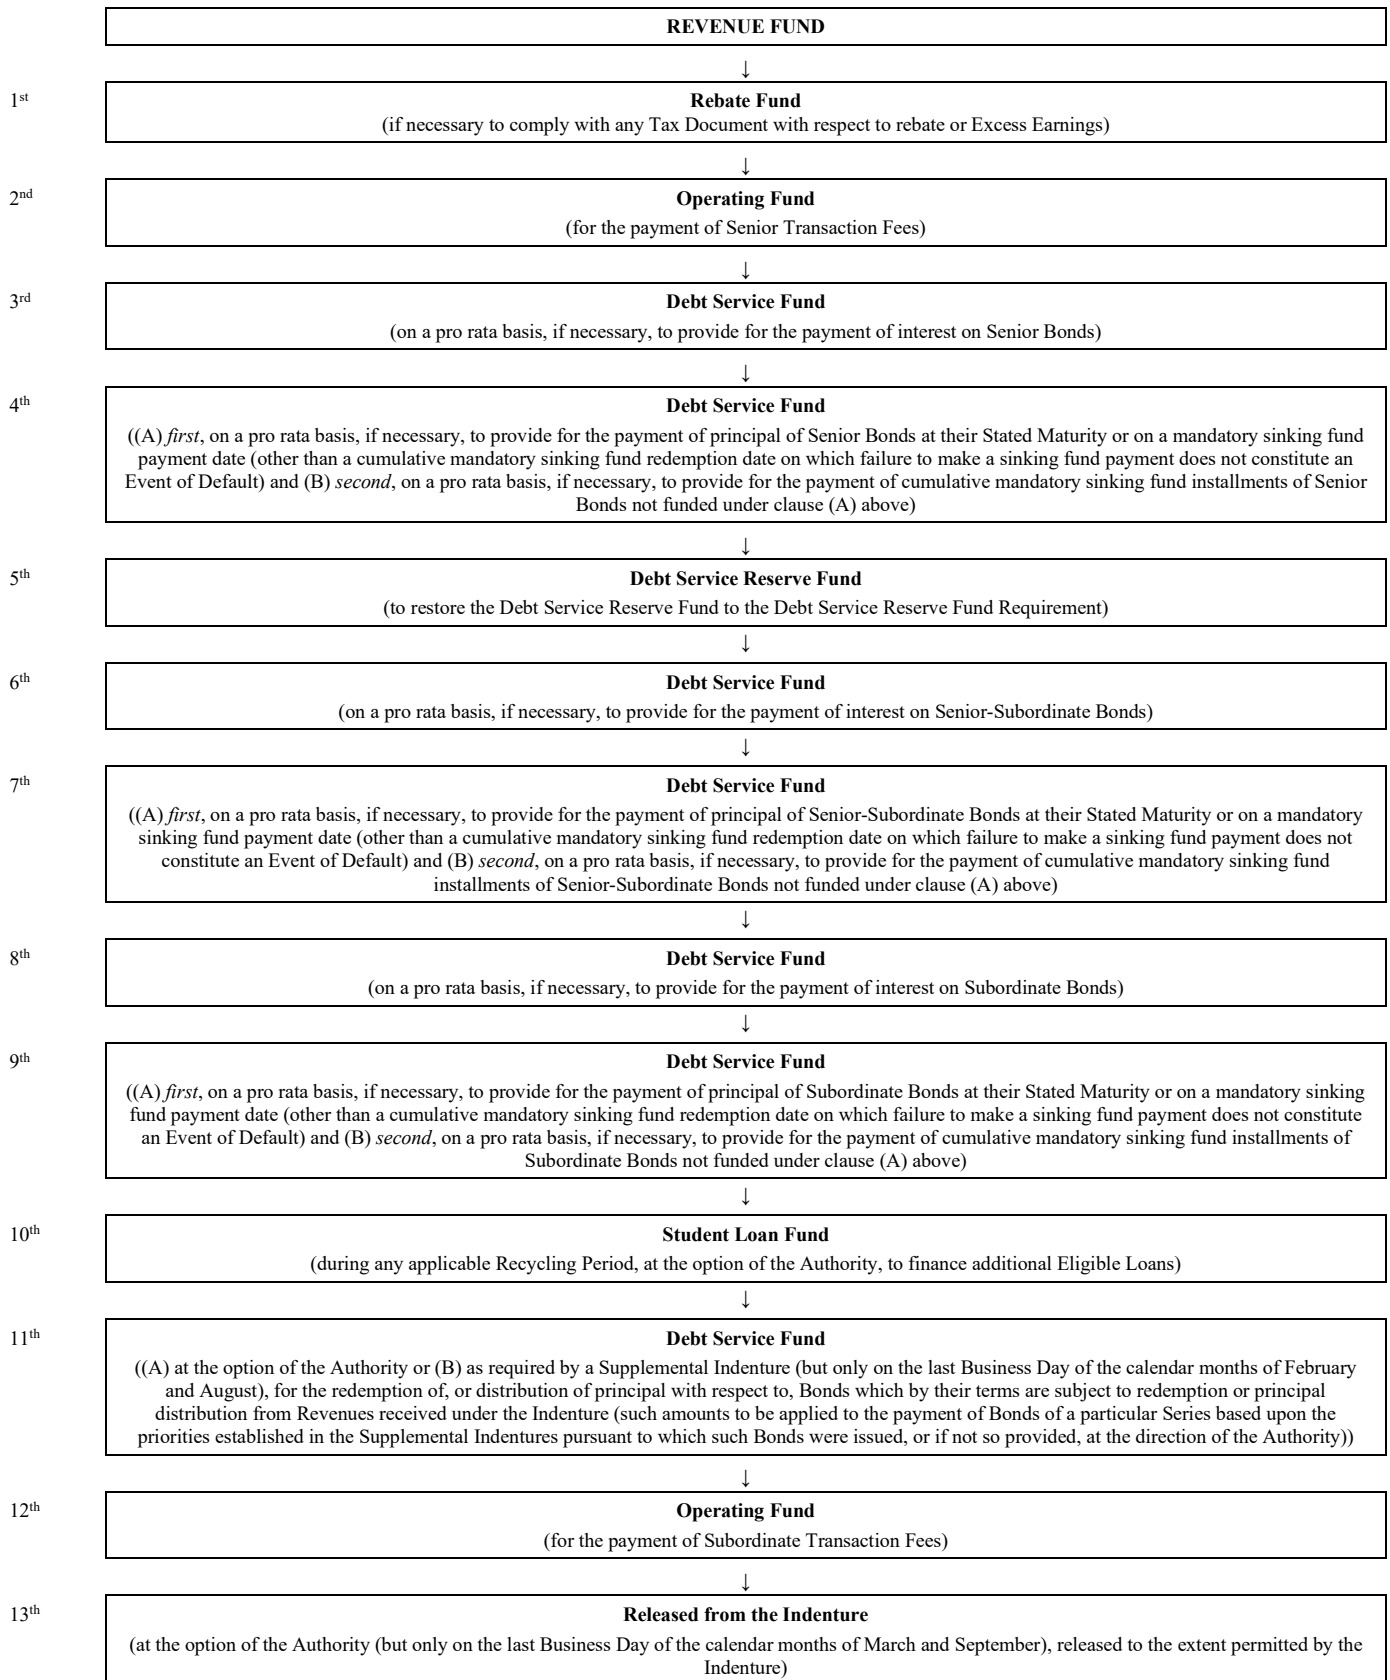 REVENUE FUND
↓
1st
Rebate Fund
(if necessary to comply with any Tax Document with respect to rebate or Excess Earnings)
↓
2nd
Operating Fund
(for the payment of Senior Transaction Fees)
↓
3rd
Debt Service Fund
(on a pro rata basis, if necessary, to provide for the payment of interest on Senior Bonds)
↓
4th
Debt Service Fund
((A) first, on a pro rata basis, if necessary, to provide for the payment of principal of Senior Bonds at their Stated Maturity or on a mandatory sinking fund
payment date (other than a cumulative mandatory sinking fund redemption date on which failure to make a sinking fund payment does not constitute an
Event of Default) and (B) second, on a pro rata basis, if necessary, to provide for the payment of cumulative mandatory sinking fund installments of Senior
Bonds not funded under clause (A) above)
↓
5th
Debt Service Reserve Fund
(to restore the Debt Service Reserve Fund to the Debt Service Reserve Fund Requirement)
↓
6th
Debt Service Fund
(on a pro rata basis, if necessary, to provide for the payment of interest on Senior-Subordinate Bonds)
↓
7th
Debt Service Fund
((A) first, on a pro rata basis, if necessary, to provide for the payment of principal of Senior-Subordinate Bonds at their Stated Maturity or on a mandatory
sinking fund payment date (other than a cumulative mandatory sinking fund redemption date on which failure to make a sinking fund payment does not
constitute an Event of Default) and (B) second, on a pro rata basis, if necessary, to provide for the payment of cumulative mandatory sinking fund
installments of Senior-Subordinate Bonds not funded under clause (A) above)
↓
8th
Debt Service Fund
(on a pro rata basis, if necessary, to provide for the payment of interest on Subordinate Bonds)
↓
9th
Debt Service Fund
((A) first, on a pro rata basis, if necessary, to provide for the payment of principal of Subordinate Bonds at their Stated Maturity or on a mandatory sinking
fund payment date (other than a cumulative mandatory sinking fund redemption date on which failure to make a sinking fund payment does not constitute
an Event of Default) and (B) second, on a pro rata basis, if necessary, to provide for the payment of cumulative mandatory sinking fund installments of
Subordinate Bonds not funded under clause (A) above)
↓
10th
Student Loan Fund
(during any applicable Recycling Period, at the option of the Authority, to finance additional Eligible Loans)
↓
11th
Debt Service Fund
((A) at the option of the Authority or (B) as required by a Supplemental Indenture (but only on the last Business Day of the calendar months of February
and August), for the redemption of, or distribution of principal with respect to, Bonds which by their terms are subject to redemption or principal
distribution from Revenues received under the Indenture (such amounts to be applied to the payment of Bonds of a particular Series based upon the
priorities established in the Supplemental Indentures pursuant to which such Bonds were issued, or if not so provided, at the direction of the Authority))
↓
12th
Operating Fund
(for the payment of Subordinate Transaction Fees)
↓
13th
Released from the Indenture
(at the option of the Authority (but only on the last Business Day of the calendar months of March and September), released to the extent permitted by the
Indenture)